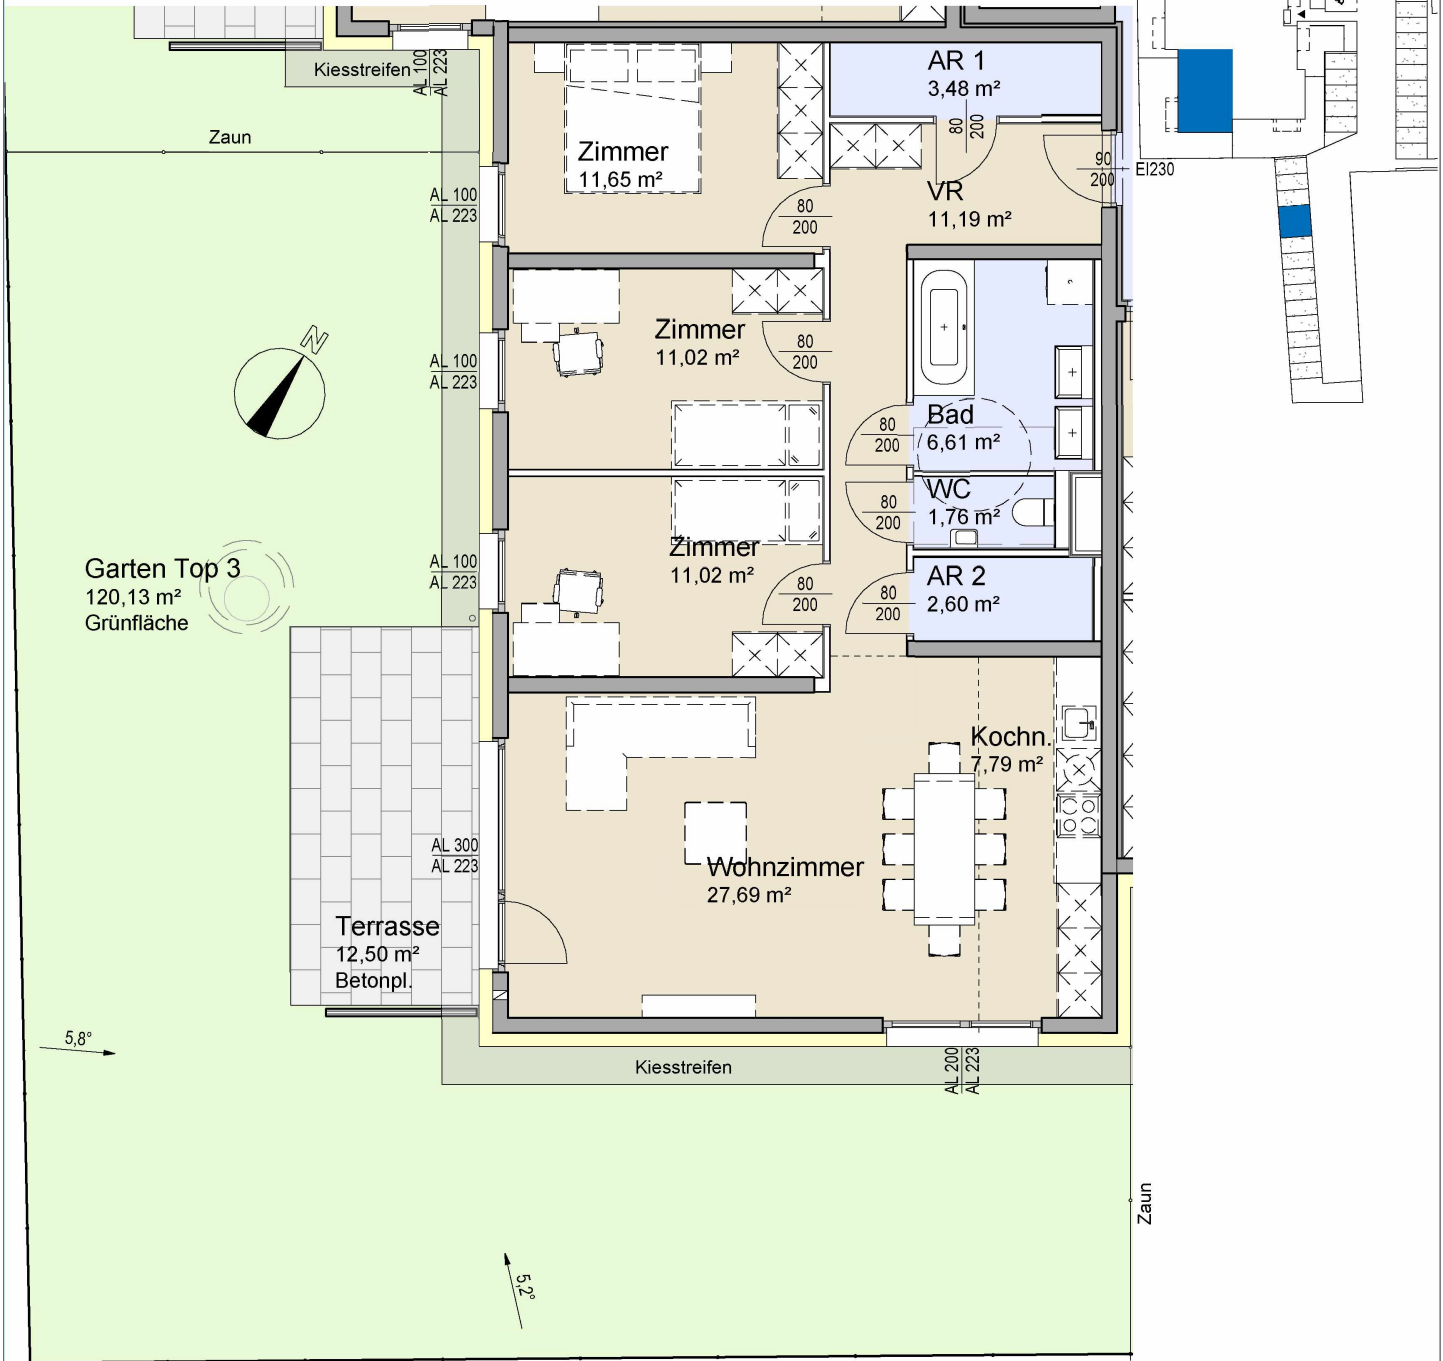 Kiesstreifen
AL 100
AL 223
Zaun
AR 1
3,48 m²
80
200
Zimmer
11,65 m²
90
200
EI230
VR
11,19 m²
AL 100
AL 223
80
200
N
Zimmer
11,02 m²
80
200
AL 100
AL 223
Bad
6,61 m²
80
200
WC
1,76 m²
80
200
Zimmer
11,02 m²
80
200
AL 100
AL 223
AR 2
2,60 m²
80
200
Garten Top 3
120,13 m²
Grünfläche
Kochn.
7,79 m²
AL 300
AL 223
Wohnzimmer
27,69 m²
Terrasse
12,50 m²
Betonpl.
5,8°
Kiesstreifen
AL 200
AL 223
Zaun
5,2°